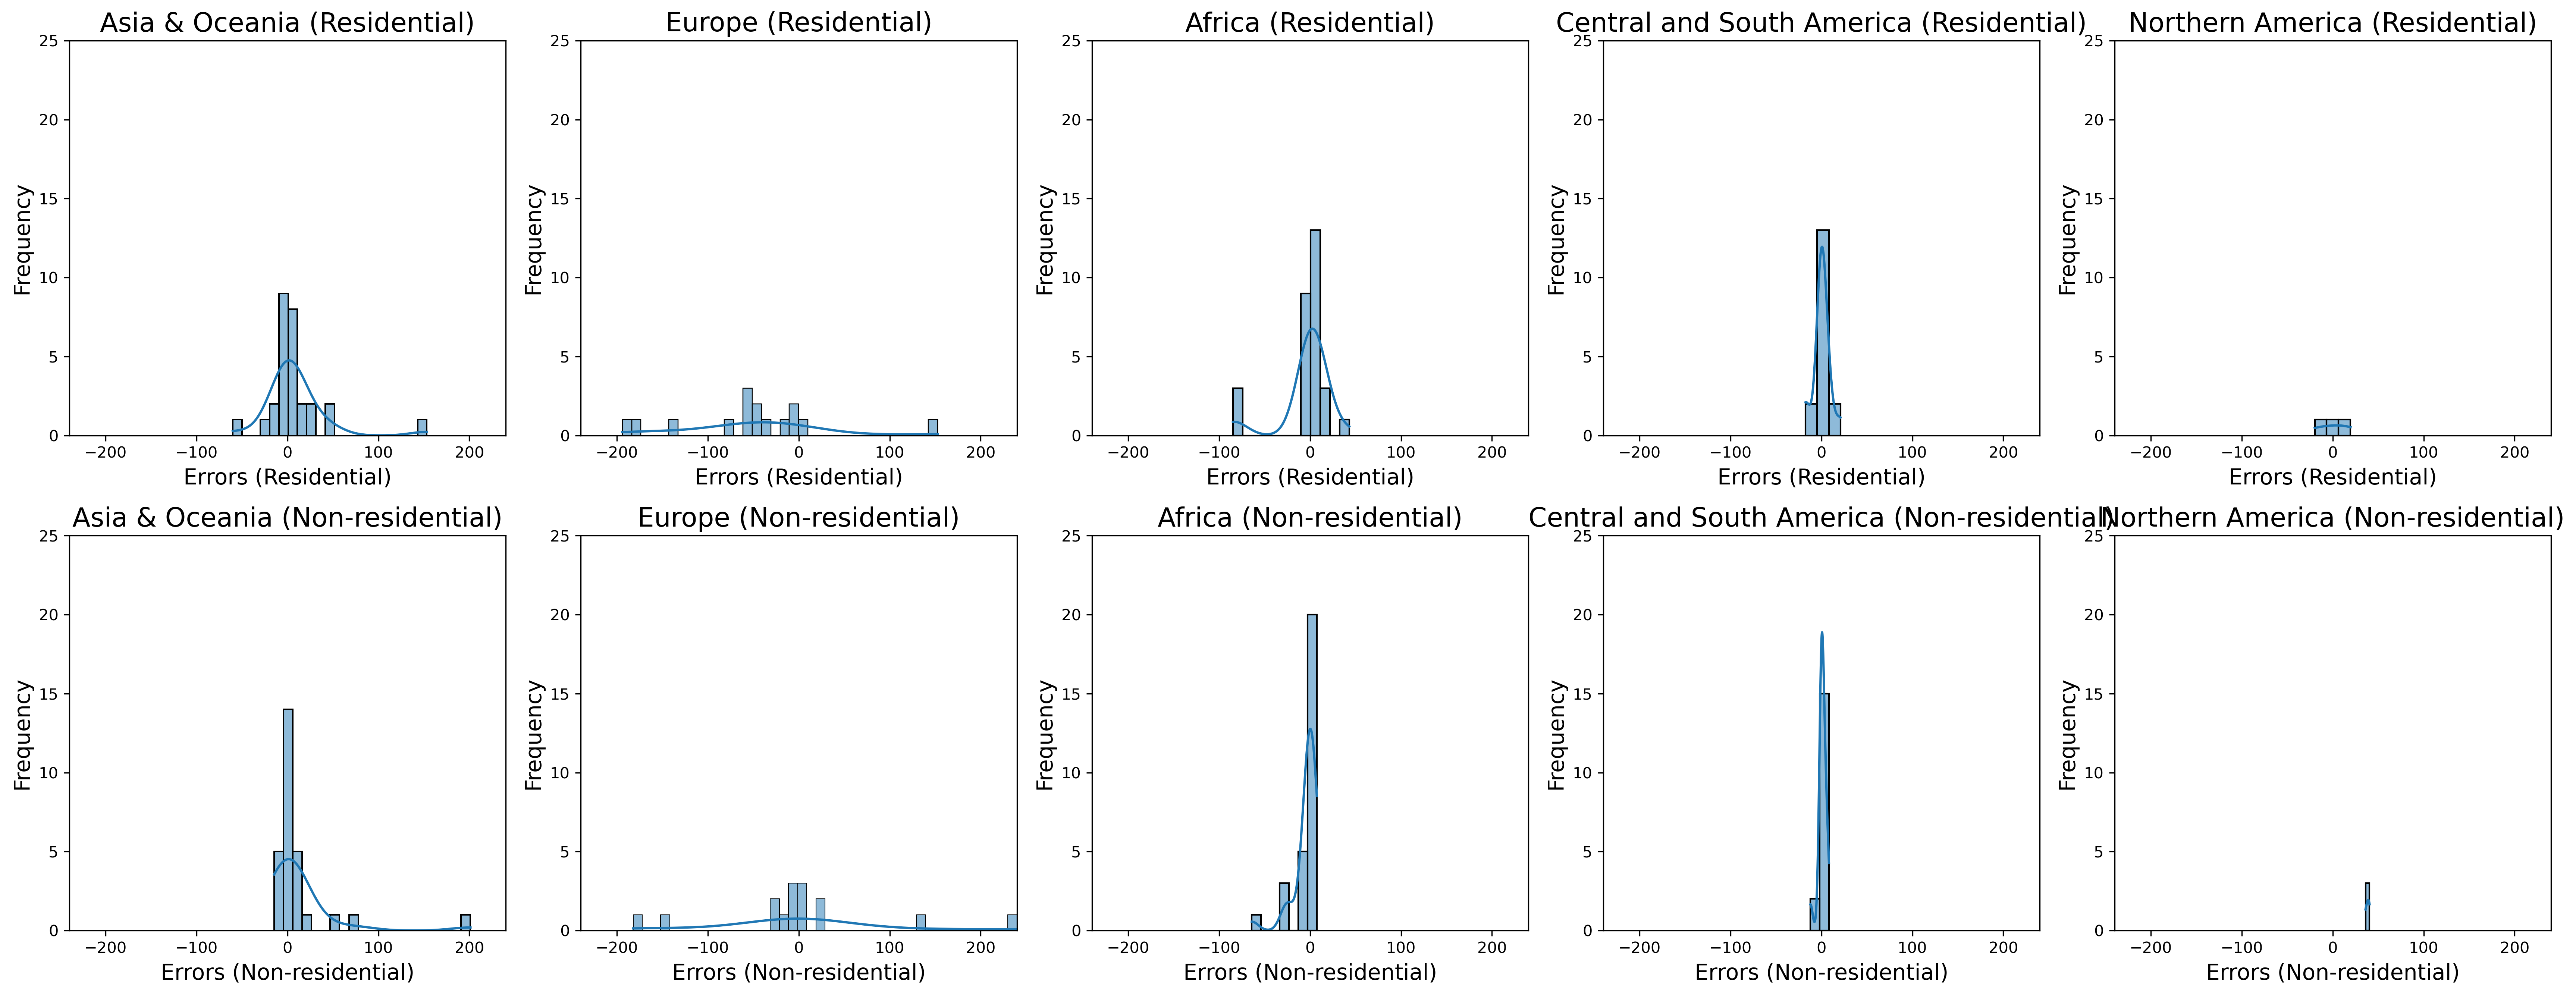 Asia & Oceania (Residential)
25
20
15
10
5
0
Frequency
−200 −100 0 100 200
Errors (Residential)
Europe (Residential)
25
20
15
10
5
0
Frequency
−200 −100 0 100 200
Errors (Residential)
Africa (Residential)
25
20
15
10
5
0
Frequency
−200 −100 0 100 200
Errors (Residential)
Central and South America (Residential)
25
20
15
10
5
0
Frequency
−200 −100 0 100 200
Errors (Residential)
Northern America (Residential)
25
20
15
10
5
0
Frequency
−200 −100 0 100 200
Errors (Residential)
Asia & Oceania (Non-residential)
25
20
15
10
5
0
Frequency
−200 −100 0 100 200
Errors (Non-residential)
Europe (Non-residential)
25
20
15
10
5
0
Frequency
−200 −100 0 100 200
Errors (Non-residential)
Africa (Non-residential)
25
20
15
10
5
0
Frequency
−200 −100 0 100 200
Errors (Non-residential)
Central and South America (Non-residential)
25
20
15
10
5
0
Frequency
−200 −100 0 100 200
Errors (Non-residential)
Northern America (Non-residential)
25
20
15
10
5
0
Frequency
−200 −100 0 100 200
Errors (Non-residential)